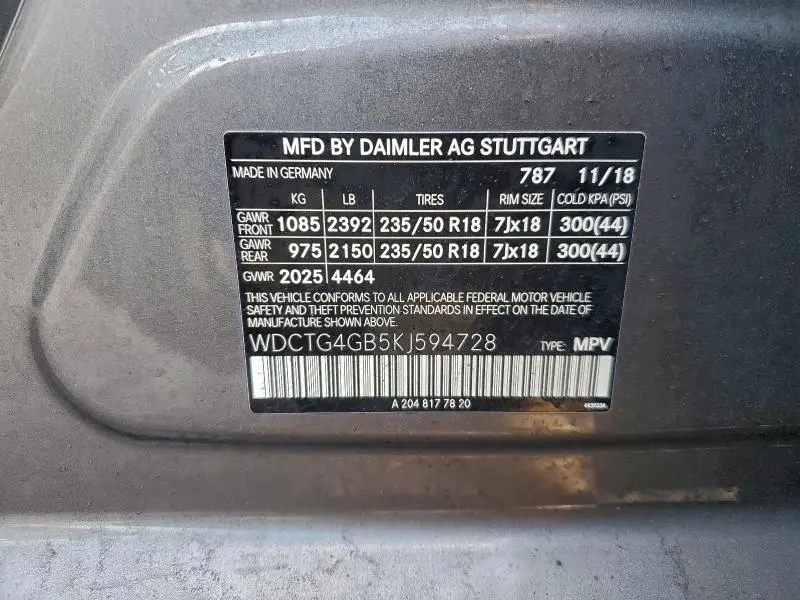 MFD BY DAIMLER AG STUTTGART
MADE IN GERMANY 787 11/18
KG LB TIRES RIM SIZE COLD KPA (PSI)
GAWR FRONT 1085 2392 235/50 R18 7Jx18 300(44)
GAWR REAR 975 2150 235/50 R18 7Jx18 300(44)
GVWR 2025 4464
THIS VEHICLE CONFORMS TO ALL APPLICABLE FEDERAL MOTOR VEHICLE
SAFETY AND THEFT PREVENTION STANDARDS IN EFFECT ON THE DATE OF
MANUFACTURE SHOWN ABOVE.
WDCTG4GB5KJ594728 TYPE: MPV
A 204 817 78 20